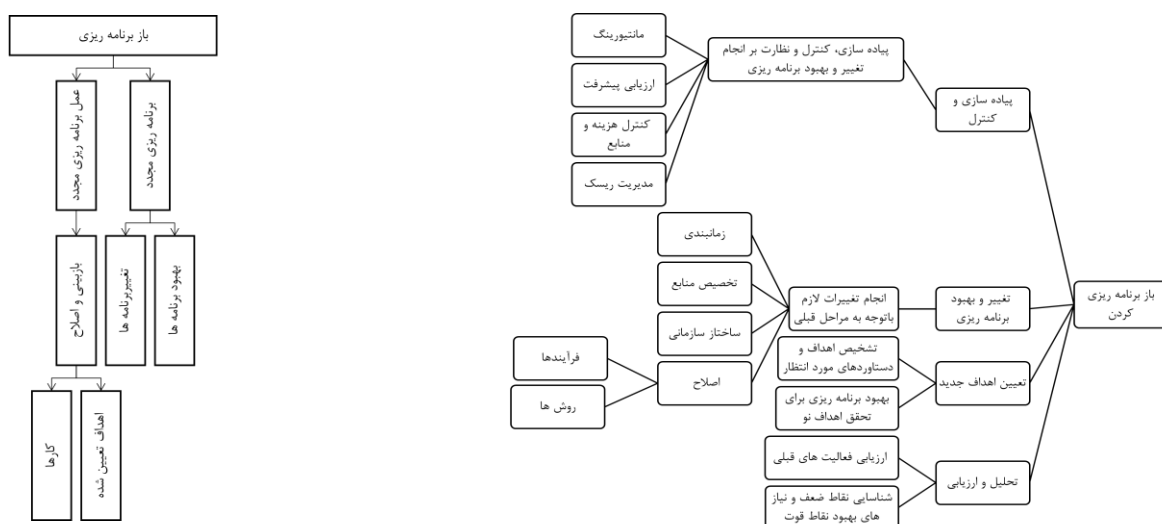 باز برنامه ریزی
برنامه ریزی مجدد
عمل برنامه ریزی مجدد
بهبود برنامه ها
تغییربرنامه ها
بازبینی و اصلاح
اهداف تعیین شده
کارها
باز برنامه ریزی
کردن
پیاده سازی و
کنترل
پیاده سازی، کنترل و نظارت بر انجام
تغییر و بهبود برنامه ریزی
مانتیورینگ
ارزیابی پیشرفت
کنترل هزینه و
منابع
مدیریت ریسک
تغییر و بهبود
برنامه ریزی
انجام تغییرات لازم
باتوجه به مراحل قبلی
زمانبندی
تخصیص منابع
ساختاز سازمانی
اصلاح
فرآیندها
روش ها
تعیین اهداف جدید
تشخیص اهداف و
دستاوردهای مورد انتظار
بهبود برنامه ریزی برای
تحقق اهداف نو
تحلیل و ارزیابی
ارزیابی فعالیت های قبلی
شناسایی نقاط ضعف و نیاز
های بهبود نقاط قوت